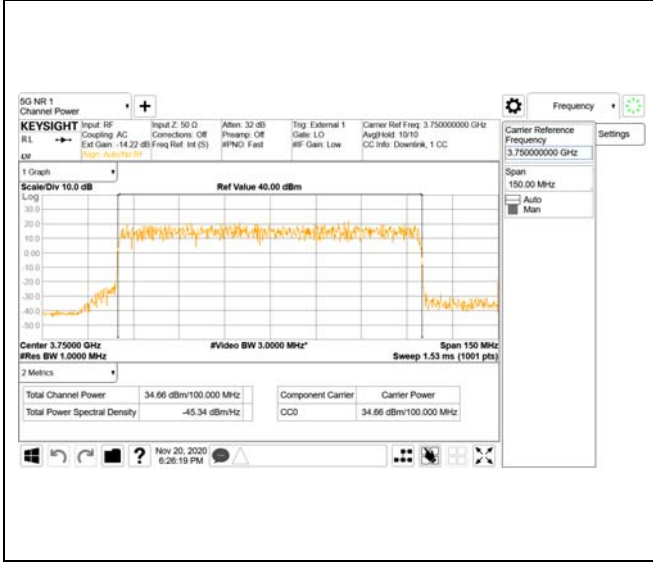 5G NR 1
Channel Power
Frequency
KEYSIGHT
Input: RF
Input Z: 50 Ω
Atten: 32 dB
Trig: External 1
Carrier Ref Freq: 3.750000000 GHz
RL
Coupling: AC
Corrections: Off
Preamp: Off
Gate: LO
Avg|Hold: 10/10
Ext Gain: -14.22 dB
Freq Ref: Int (S)
#PNO: Fast
#IF Gain: Low
CC Info: Downlink, 1 CC
Align: Auto/No RF
Carrier Reference
Frequency
3.750000000 GHz
Settings
Span
150.00 MHz
Auto
Man
1 Graph
Scale/Div 10.0 dB
Ref Value 40.00 dBm
Log
30.0
20.0
10.0
0.00
-10.0
-20.0
-30.0
-40.0
-50.0
Center 3.75000 GHz
#Video BW 3.0000 MHz*
Span 150 MHz
#Res BW 1.0000 MHz
Sweep 1.53 ms (1001 pts)
2 Metrics
Total Channel Power
34.66 dBm/100.000 MHz
Total Power Spectral Density
-45.34 dBm/Hz
Component Carrier
Carrier Power
CC0
34.66 dBm/100.000 MHz
?
Nov 20, 2020
6:26:19 PM